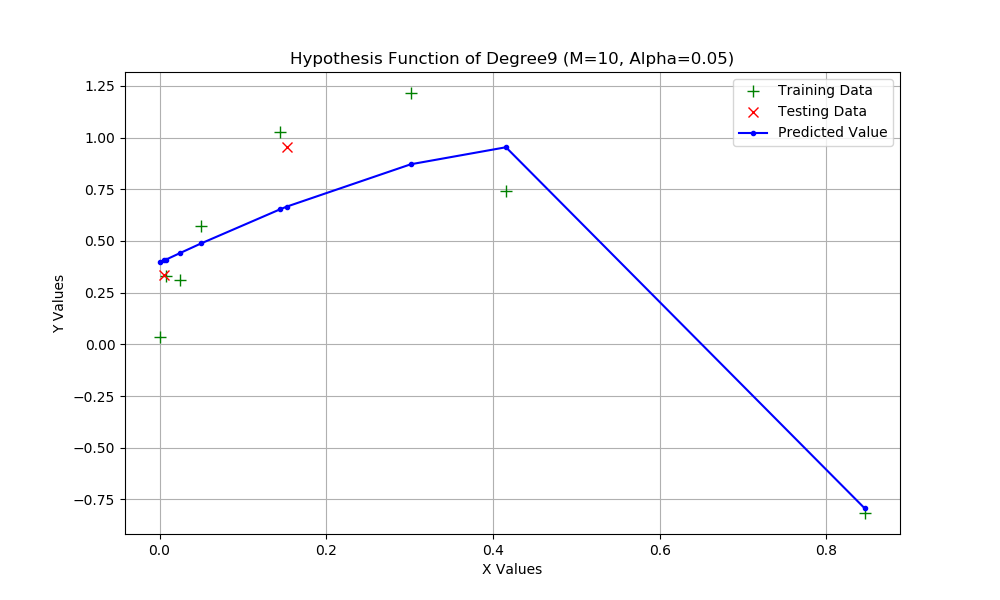 Hypothesis Function of Degree9 (M=10, Alpha=0.05)
Training Data
Testing Data
Predicted Value
Y Values
1.25
1.00
0.75
0.50
0.25
0.00
−0.25
−0.50
−0.75
0.0 0.2 0.4 0.6 0.8
X Values